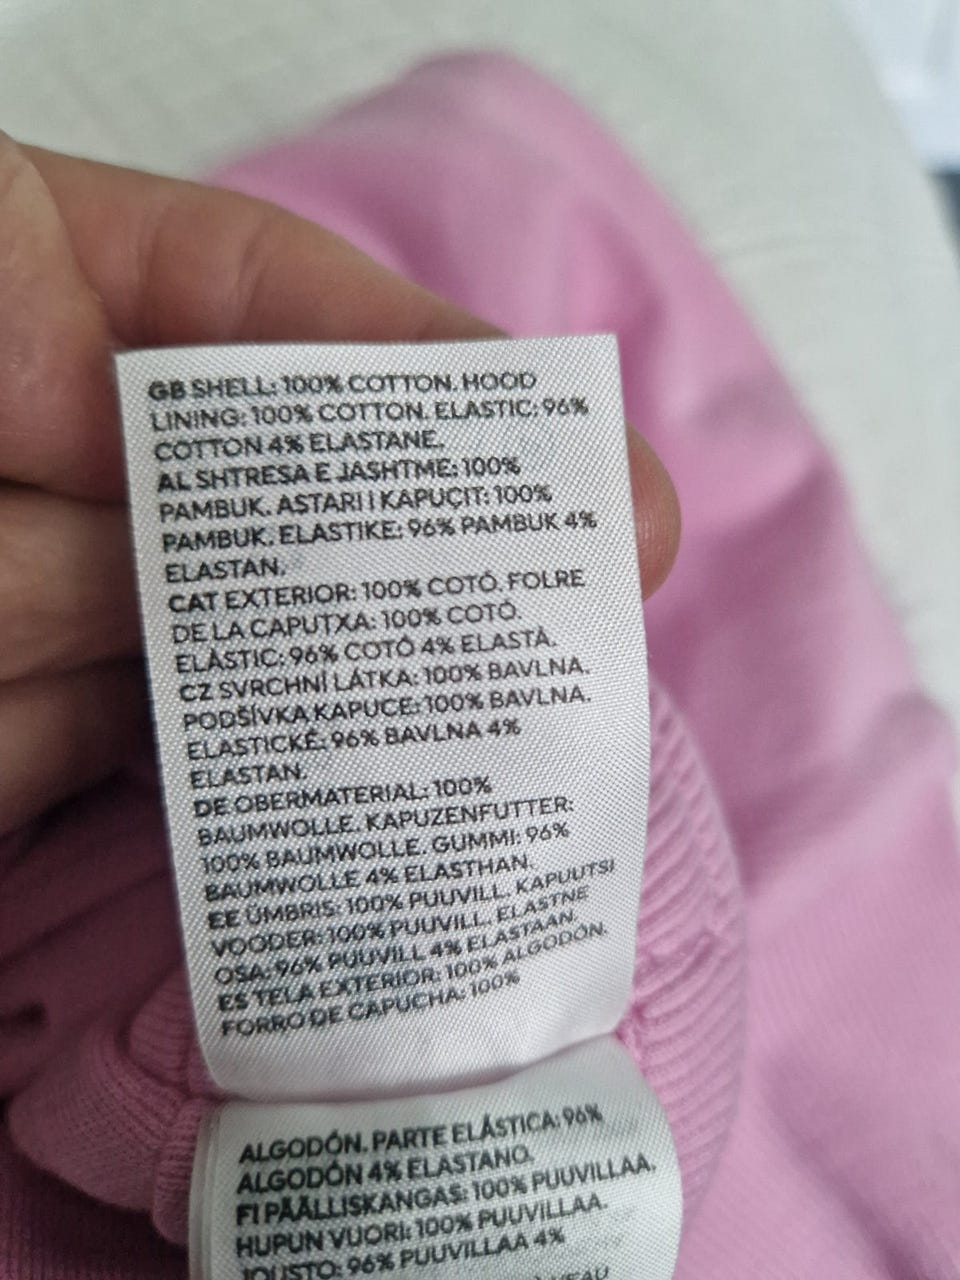 GB SHELL: 100% COTTON. HOOD
LINING: 100% COTTON. ELASTIC: 96%
COTTON 4% ELASTANE.
AL SHTRESA E JASHTME: 100%
PAMBUK. ASTARI I KAPUÇIT: 100%
PAMBUK. ELASTIKE: 96% PAMBUK 4%
ELASTAN.
CAT EXTERIOR: 100% COTÓ. FOLRE
DE LA CAPUTXA: 100% COTÓ.
ELÀSTIC: 96% COTÓ 4% ELASTÀ.
CZ SVRCHNÍ LÁTKA: 100% BAVLNA.
PODŠÍVKA KAPUCE: 100% BAVLNA.
ELASTICKÉ: 96% BAVLNA 4%
ELASTAN.
DE OBERMATERIAL: 100%
BAUMWOLLE. KAPUZENFUTTER:
100% BAUMWOLLE. GUMMI: 96%
BAUMWOLLE 4% ELASTHAN.
EE ÜMBRIS: 100% PUUVILL. KAPUUTSI
VOODER: 100% PUUVILL. ELASTNE
OSA: 96% PUUVILL 4% ELASTAAN.
ES TELA EXTERIOR: 100% ALGODÓN.
FORRO DE CAPUCHA: 100%
ALGODÓN. PARTE ELÁSTICA: 96%
ALGODÓN 4% ELASTANO.
FI PÄÄLLISKANGAS: 100% PUUVILLAA.
HUPUN VUORI: 100% PUUVILLAA.
JOUSTO: 96% PUUVILLAA 4%